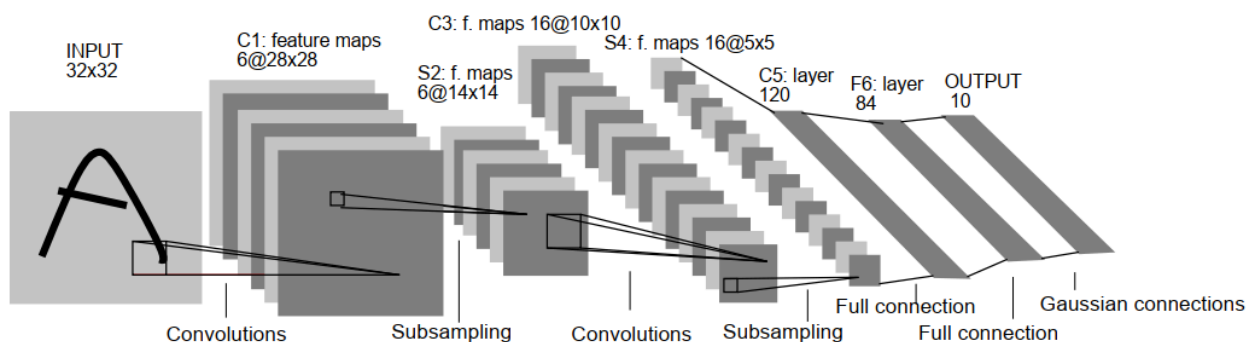 INPUT
32x32
C1: feature maps
6@28x28
S2: f. maps
6@14x14
C3: f. maps 16@10x10
S4: f. maps 16@5x5
C5: layer
120
F6: layer
84
OUTPUT
10
Convolutions
Subsampling
Convolutions
Subsampling
Full connection
Full connection
Gaussian connections